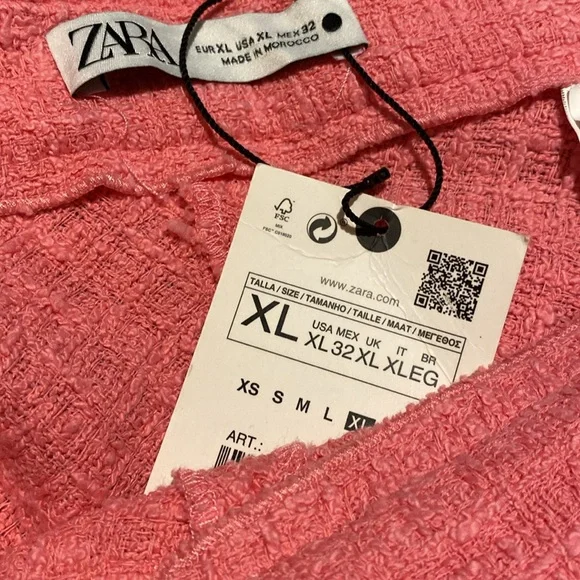 ZARA
EUR XL USA XL MEX 32
MADE IN MOROCCO
FSC
MIX
www.zara.com
TALLA / SIZE / TAMANHO / TAILLE / MAAT / ΜΕΓΕΘΟΣ
XL
USA MEX UK IT BR
XL 32 XL XL EG
XS S M L XL
ART.: